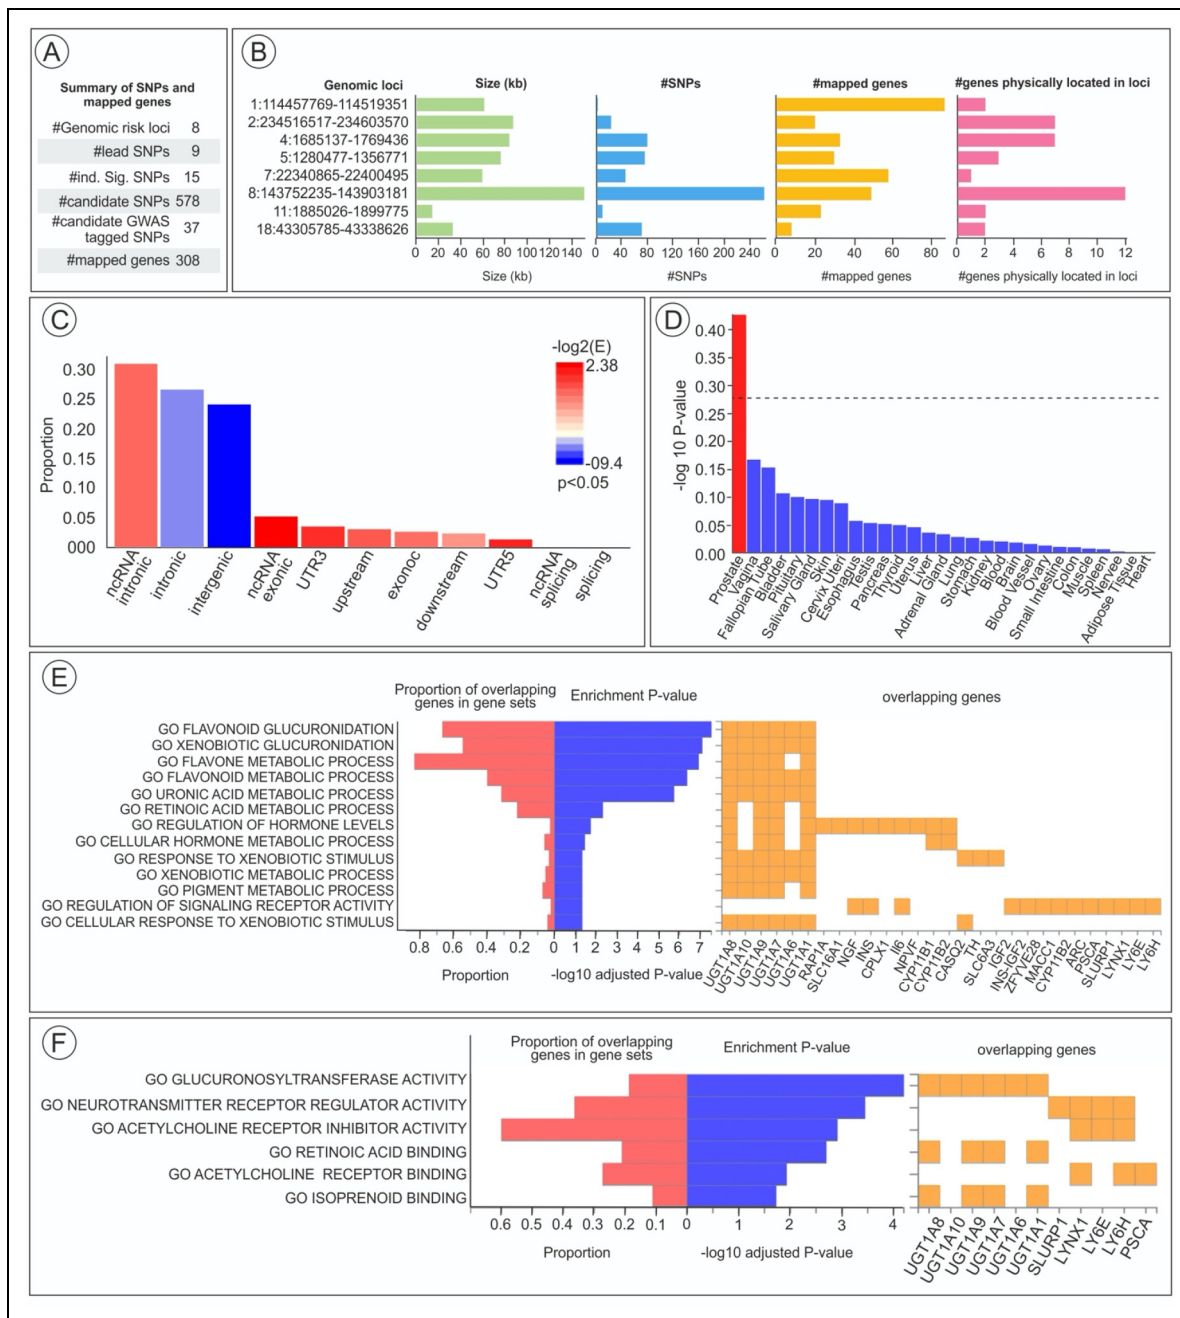 A
Summary of SNPs and
mapped genes
#Genomic risk loci 8
#lead SNPs 9
#ind. Sig. SNPs 15
#candidate SNPs 578
#candidate GWAS
tagged SNPs 37
#mapped genes 308
B
Genomic loci
Size (kb)
#SNPs
#mapped genes
#genes physically located in loci
1:114457769-114519351
2:234516517-234603570
4:1685137-1769436
5:1280477-1356771
7:22340865-22400495
8:143752235-143903181
11:1885026-1899775
18:43305785-43338626
0 20 40 60 80 100 120 140
0 40 80 120 160 200 240
0 20 40 60 80
0 2 4 6 8 10 12
Size (kb)
#SNPs
#mapped genes
#genes physically located in loci
C
Proportion
0.30
0.25
0.20
0.15
0.10
0.05
000
ncRNA
intronic
intronic
intergenic
ncRNA
exonic
UTR3
upstream
exonoc
downstream
UTR5
ncRNA
splicing
splicing
-log2(E)
2.38
-09.4
p<0.05
D
-log 10 P-value
0.40
0.35
0.30
0.25
0.20
0.15
0.10
0.05
0.00
Prostate
Vagina
Fallopian Tube
Bladder
Pituitary
Salivary Gland
Skin
Cervix Uteri
Esophagus
Testis
Pancreas
Thyroid
Uterus
Liver
Adrenal Gland
Lung
Stomach
Kidney
Blood
Brain
Blood Vessel
Ovary
Small Intestine
Colon
Muscle
Spleen
Nervee
Adipose Tissue
Heart
E
Proportion of overlapping
genes in gene sets
Enrichment P-value
overlapping genes
GO FLAVONOID GLUCURONIDATION
GO XENOBIOTIC GLUCURONIDATION
GO FLAVONE METABOLIC PROCESS
GO FLAVONOID METABOLIC PROCESS
GO URONIC ACID METABOLIC PROCESS
GO RETINOIC ACID METABOLIC PROCESS
GO REGULATION OF HORMONE LEVELS
GO CELLULAR HORMONE METABOLIC PROCESS
GO RESPONSE TO XENOBIOTIC STIMULUS
GO XENOBIOTIC METABOLIC PROCESS
GO PIGMENT METABOLIC PROCESS
GO REGULATION OF SIGNALING RECEPTOR ACTIVITY
GO CELLULAR RESPONSE TO XENOBIOTIC STIMULUS
0.8 0.6 0.4 0.2 0 1 2 3 4 5 6 7
Proportion
-log10 adjusted P-value
UGT1A8
UGT1A10
UGT1A9
UGT1A7
UGT1A6
UGT1A1
RAP1A
SLC16A1
NGF
INS
CPLX1
Il6
NPVF
CYP11B1
CYP11B2
CASQ2
TH
SLC6A3
IGF2
INS-IGF2
ZFYVE28
MACC1
CYP11B2
ARC
PSCA
SLURP1
LYNX1
LY6E
LY6H
F
Proportion of overlapping
genes in gene sets
Enrichment P-value
overlapping genes
GO GLUCURONOSYLTRANSFERASE ACTIVITY
GO NEUROTRANSMITTER RECEPTOR REGULATOR ACTIVITY
GO ACETYLCHOLINE RECEPTOR INHIBITOR ACTIVITY
GO RETINOIC ACID BINDING
GO ACETYLCHOLINE RECEPTOR BINDING
GO ISOPRENOID BINDING
0.6 0.5 0.4 0.3 0.2 0.1 0 1 2 3 4
Proportion
-log10 adjusted P-value
UGT1A8
UGT1A10
UGT1A9
UGT1A7
UGT1A6
UGT1A1
SLURP1
LYNX1
LY6E
LY6H
PSCA